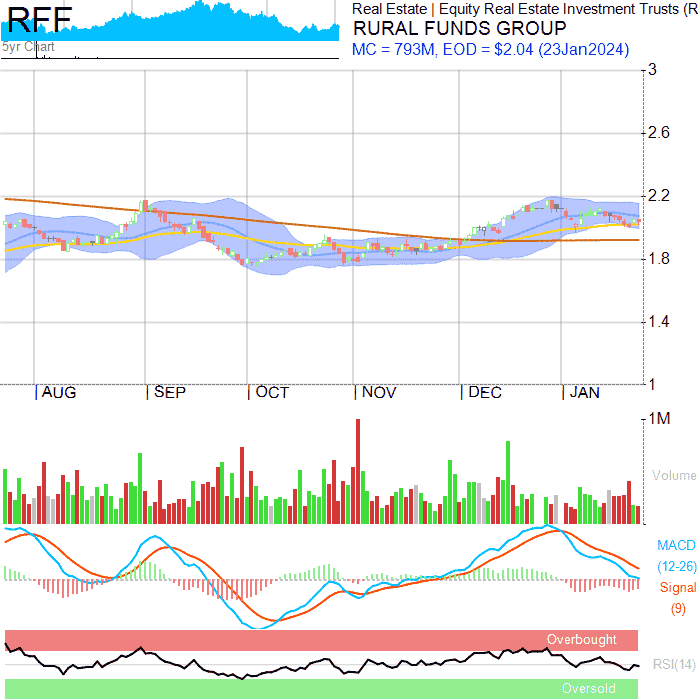 RFF
5yr Chart
Real Estate | Equity Real Estate Investment Trusts (R
RURAL FUNDS GROUP
MC = 793M, EOD = $2.04 (23Jan2024)
3
2.6
2.2
1.8
1.4
1
|AUG |SEP |OCT |NOV |DEC |JAN
1M
Volume
MACD
(12-26)
Signal
(9)
Overbought
RSI(14)
Oversold